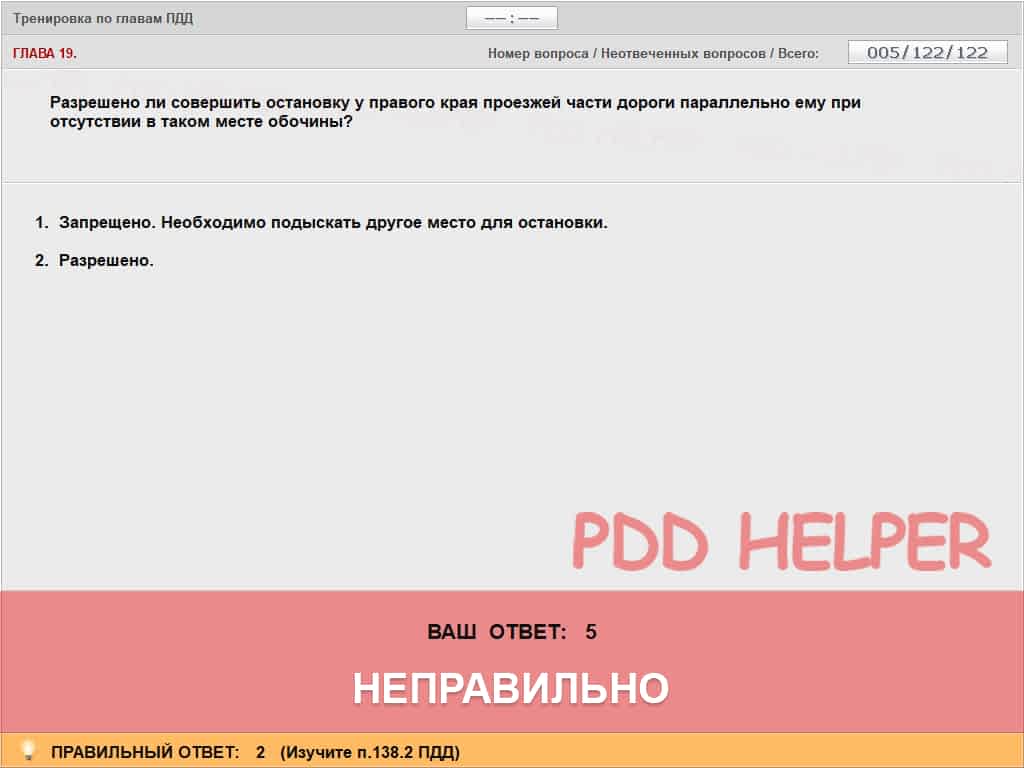 Тренировка по главам ПДД
—— : ——
ГЛАВА 19.
Номер вопроса / Неотвеченных вопросов / Всего:
005/122/122
Разрешено ли совершить остановку у правого края проезжей части дороги параллельно ему при
отсутствии в таком месте обочины?
1. Запрещено. Необходимо подыскать другое место для остановки.
2. Разрешено.
PDD HELPER
ВАШ ОТВЕТ: 5
НЕПРАВИЛЬНО
ПРАВИЛЬНЫЙ ОТВЕТ: 2 (Изучите п.138.2 ПДД)